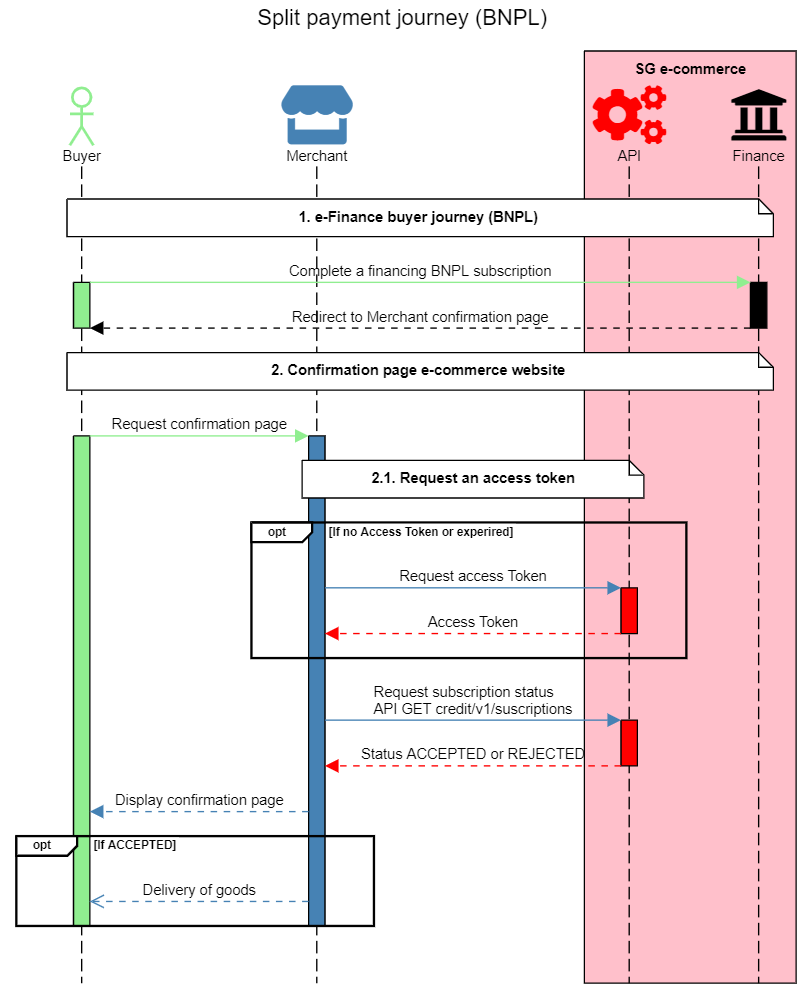 Split payment journey (BNPL)
SG e-commerce
Buyer
Merchant
API
Finance
1. e-Finance buyer journey (BNPL)
Complete a financing BNPL subscription
Redirect to Merchant confirmation page
2. Confirmation page e-commerce website
Request confirmation page
2.1. Request an access token
opt
[If no Access Token or experired]
Request access Token
Access Token
Request subscription status
API GET credit/v1/suscriptions
Status ACCEPTED or REJECTED
Display confirmation page
opt
[If ACCEPTED]
Delivery of goods